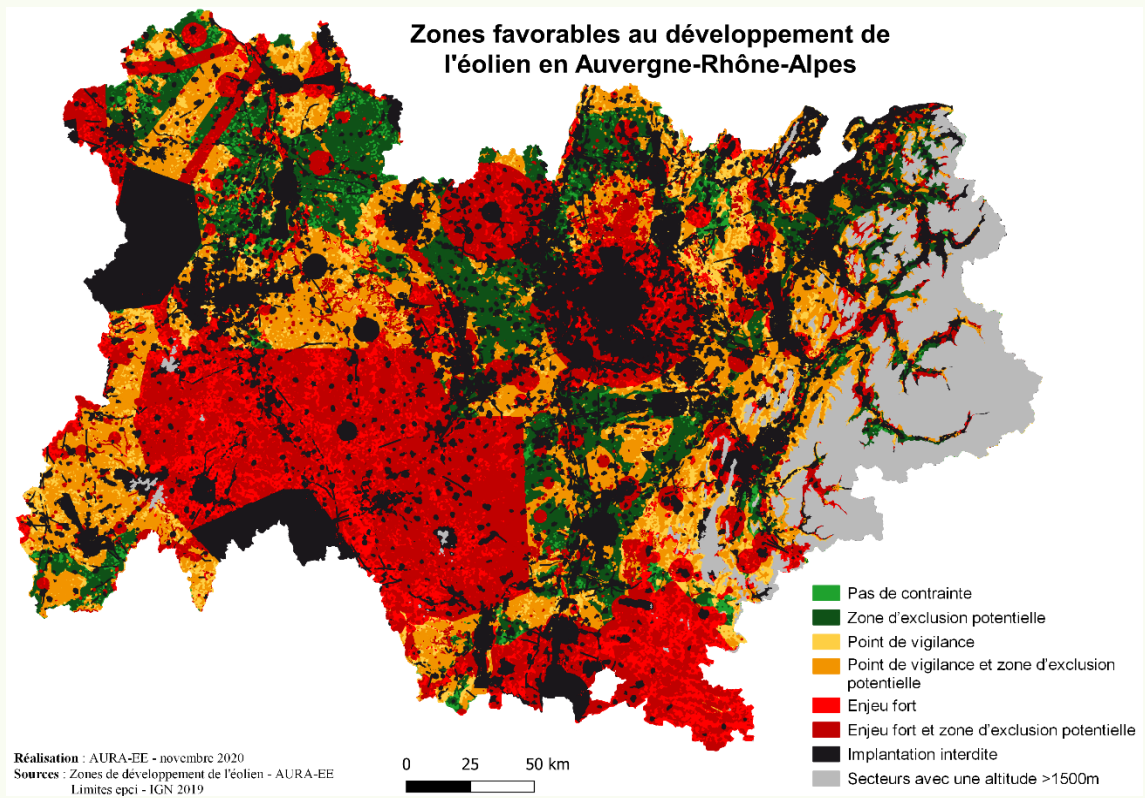 Zones favorables au développement de
l'éolien en Auvergne-Rhône-Alpes
Pas de contrainte
Zone d'exclusion potentielle
Point de vigilance
Point de vigilance et zone d'exclusion
potentielle
Enjeu fort
Enjeu fort et zone d'exclusion potentielle
Implantation interdite
Secteurs avec une altitude >1500m
Réalisation : AURA-EE - novembre 2020
Sources : Zones de développement de l'éolien - AURA-EE
Limites epci - IGN 2019
0 25 50 km